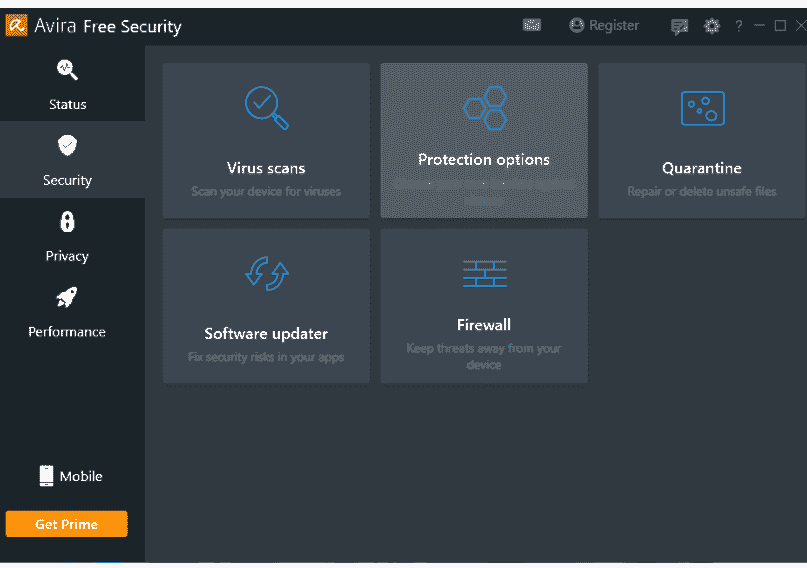 Avira Free Security
Register
?
Status
Security
Privacy
Performance
Mobile
Get Prime
Virus scans
Scan your device for viruses
Protection options
Quarantine
Repair or delete unsafe files
Software updater
Fix security risks in your apps
Firewall
Keep threats away from your
device